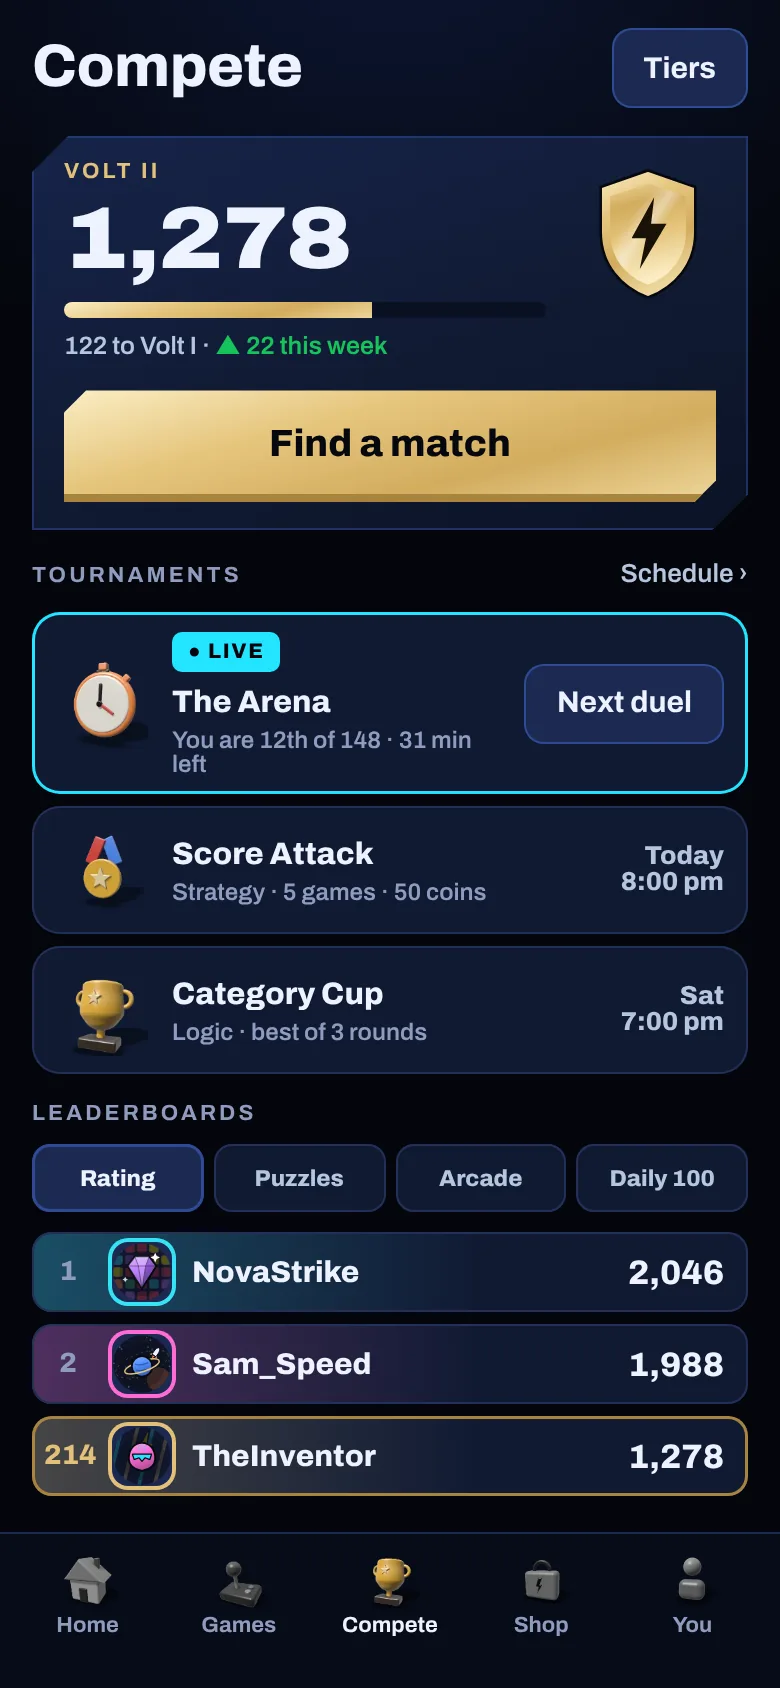 Compete
Tiers
VOLT II
1,278
122 to Volt I · ▲ 22 this week
Find a match
TOURNAMENTS
Schedule ›
• LIVE
The Arena
You are 12th of 148 · 31 min
left
Next duel
Score Attack
Strategy · 5 games · 50 coins
Today
8:00 pm
Category Cup
Logic · best of 3 rounds
Sat
7:00 pm
LEADERBOARDS
Rating
Puzzles
Arcade
Daily 100
1
NovaStrike
2,046
2
Sam_Speed
1,988
214
TheInventor
1,278
Home
Games
Compete
Shop
You